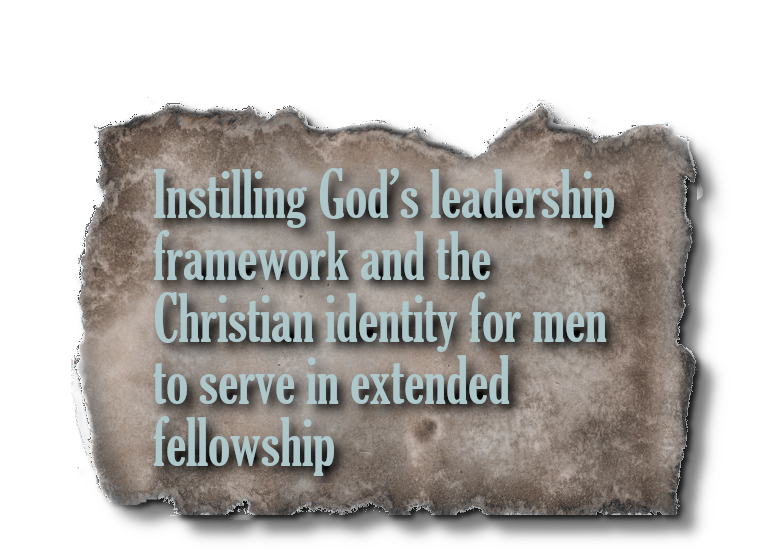 Instilling God’s leadership
framework and the
Christian identity for men
to serve in extended
fellowship